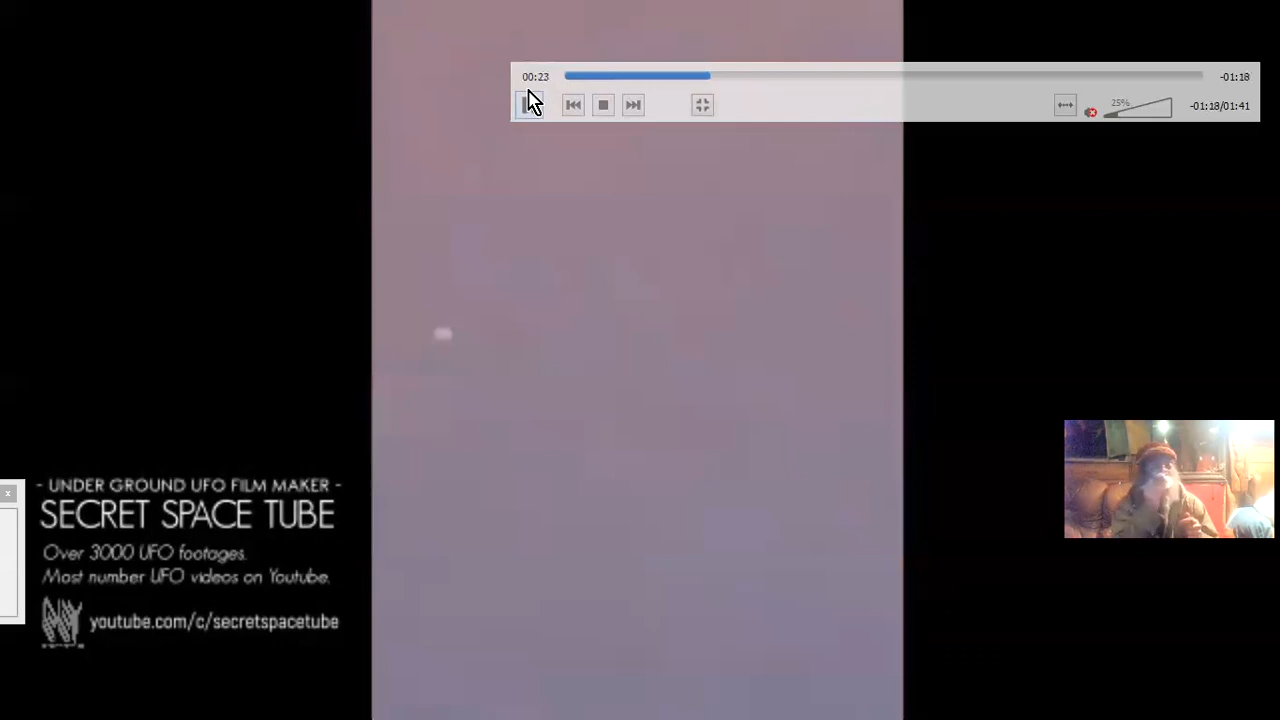 00:23
-01:18
25%
-01:18/01:41
- UNDER GROUND UFO FILM MAKER -
SECRET SPACE TUBE
Over 3000 UFO footages.
Most number UFO videos on Youtube.
youtube.com/c/secretspacetube